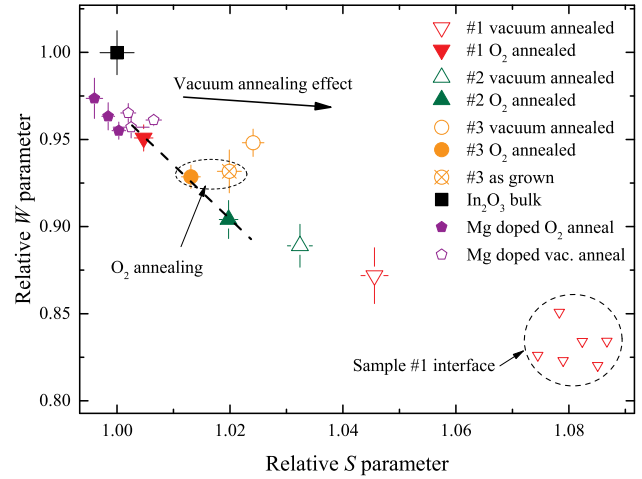 #1 vacuum annealed
#1 O₂ annealed
#2 vacuum annealed
#2 O₂ annealed
#3 vacuum annealed
#3 O₂ annealed
#3 as grown
In₂O₃ bulk
Mg doped O₂ anneal
Mg doped vac. anneal
Vacuum annealing effect
O₂ annealing
Sample #1 interface
Relative W parameter
1.00
0.95
0.90
0.85
0.80
1.00 1.02 1.04 1.06 1.08
Relative S parameter